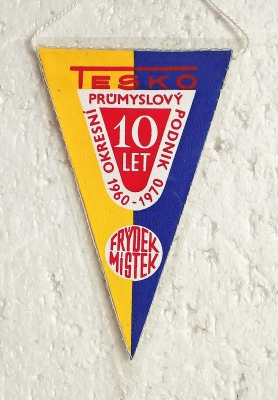 TESKO
OKRESNÍ PRŮMYSLOVÝ PODNIK
10
LET
1960-1970
FRÝDEK
MÍSTEK